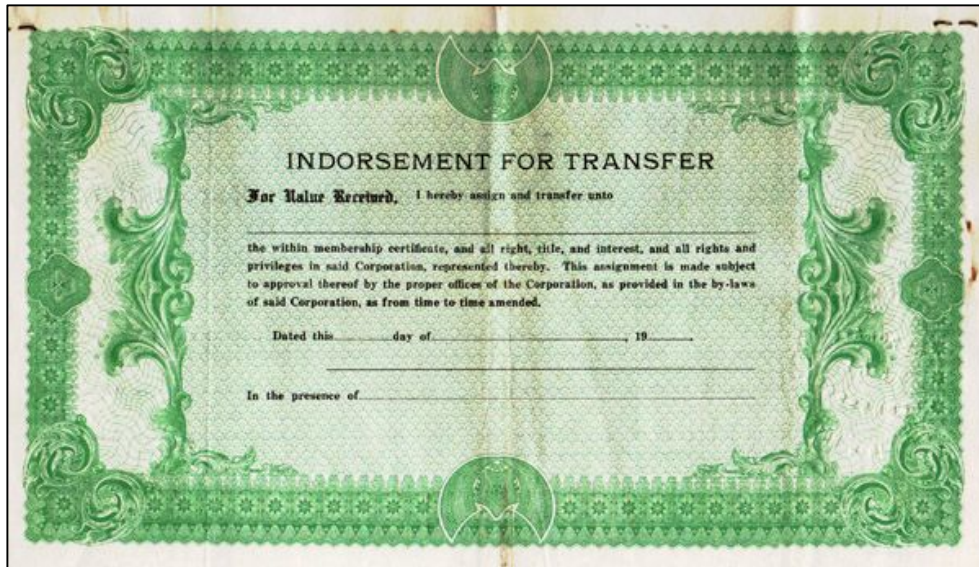 INDORSEMENT FOR TRANSFER
For Value Received, I hereby assign and transfer unto
the within membership certificate, and all right, title, and interest, and all rights and
privileges in said Corporation, represented thereby. This assignment is made subject
to approval thereof by the proper offices of the Corporation, as provided in the by-laws
of said Corporation, as from time to time amended.
Dated this day of , 19 .
In the presence of